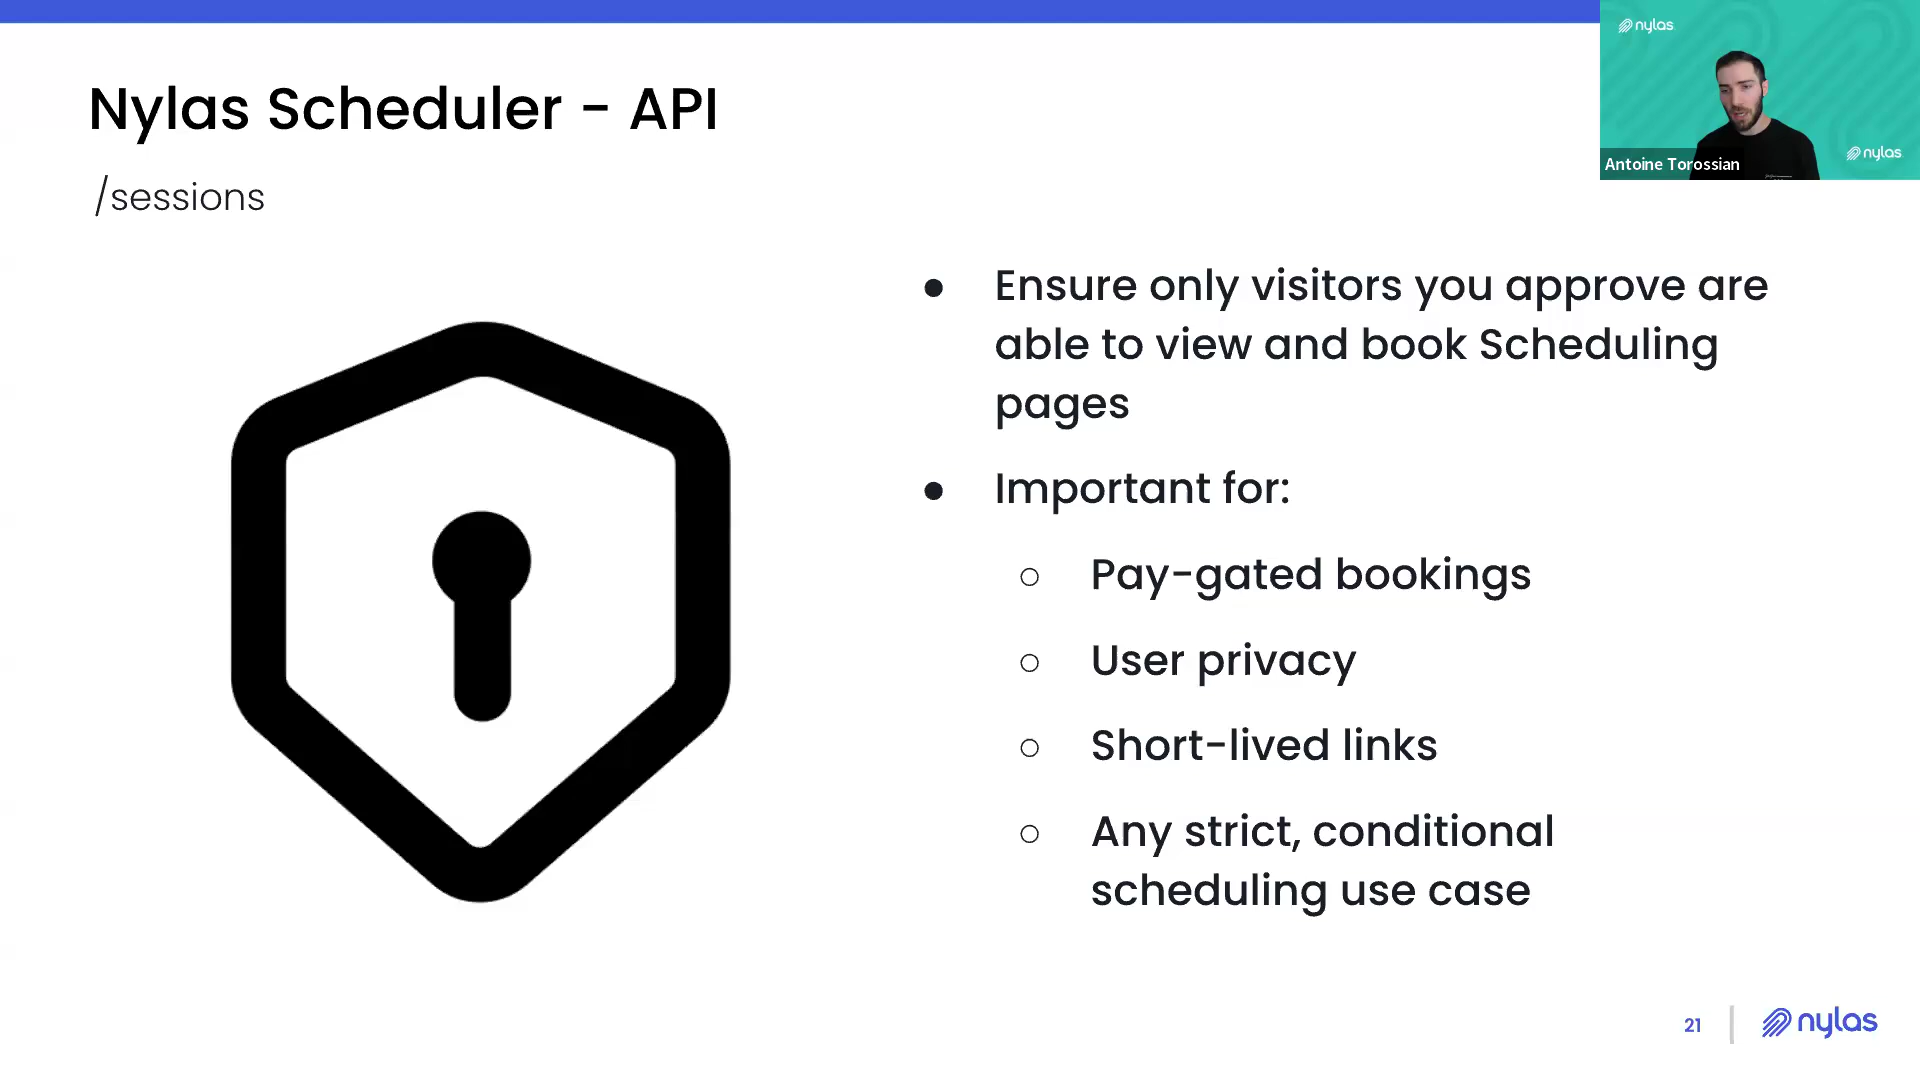 nylas
nylas
Antoine Torossian
Nylas Scheduler - API
/sessions
● Ensure only visitors you approve are
able to view and book Scheduling
pages
● Important for:
○ Pay-gated bookings
○ User privacy
○ Short-lived links
○ Any strict, conditional
scheduling use case
21
nylas